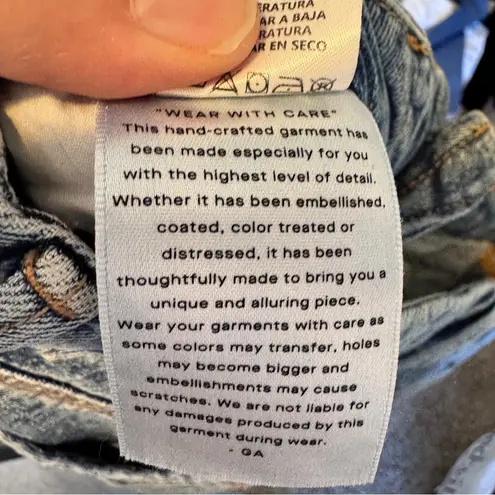 ERATURA
AR A BAJA
RATURA
AR EN SECO
"WEAR WITH CARE"
This hand-crafted garment has
been made especially for you
with the highest level of detail.
Whether it has been embellished,
coated, color treated or
distressed, it has been
thoughtfully made to bring you a
unique and alluring piece.
Wear your garments with care as
some colors may transfer, holes
may become bigger and
embellishments may cause
scratches. We are not liable for
any damages produced by this
garment during wear.
- GA